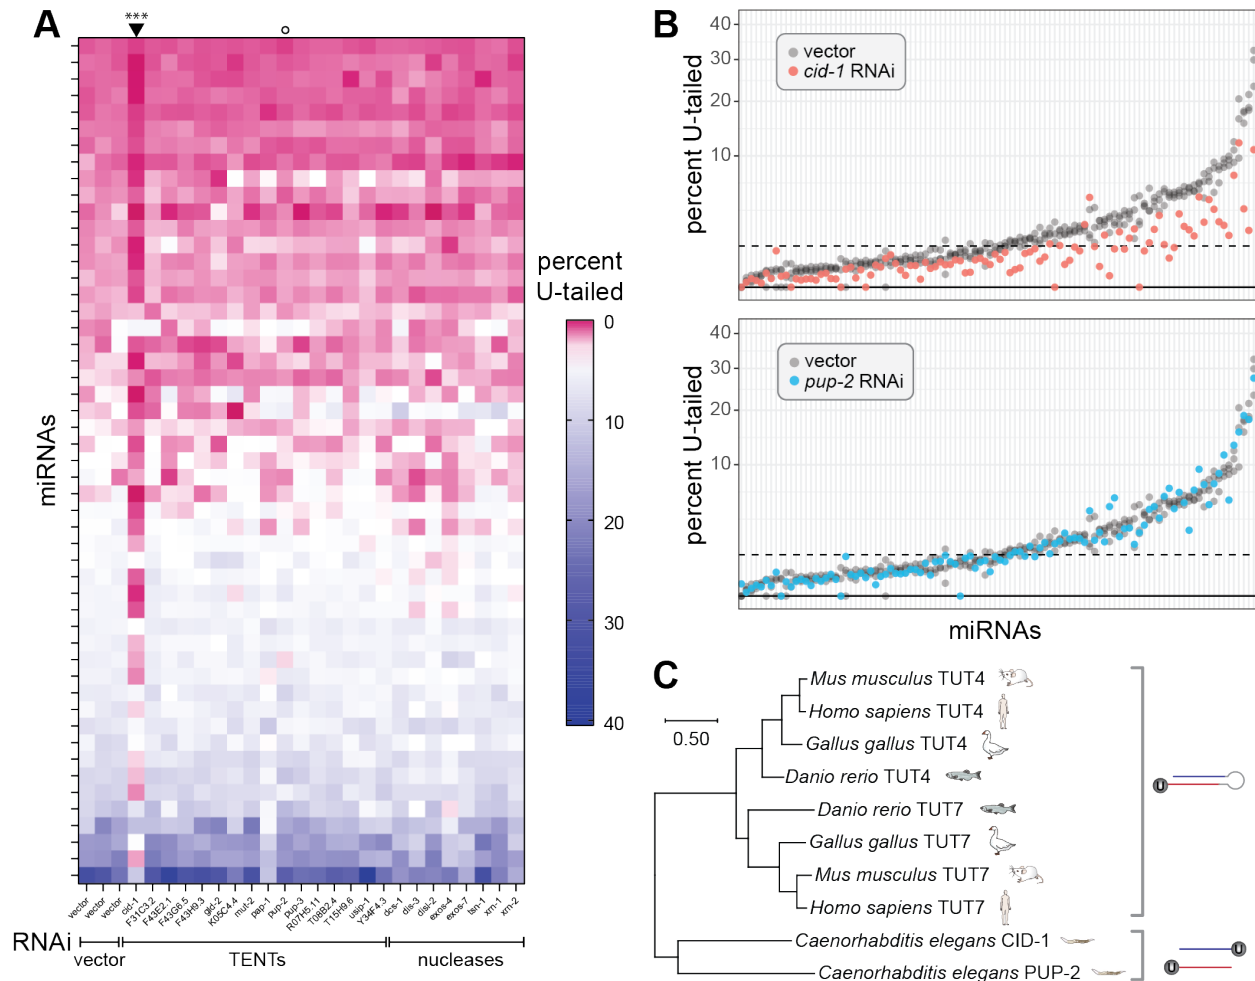 A
***
miRNAs
percent
U-tailed
0
10
20
30
40
vector
vector
vector
cid-1
F31C3.2
F43E2.1
F43G6.5
F43H9.3
gld-2
K05C4.4
mut-2
pap-1
pup-2
pup-3
R07H5.11
T08B2.4
T15H9.6
usip-1
Y34F4.3
dcs-1
dis-3
disl-2
exos-4
exos-7
tsn-1
xrn-1
xrn-2
RNAi
vector
TENTs
nucleases
B
percent U-tailed
40
30
20
10
vector
cid-1 RNAi
percent U-tailed
40
30
20
10
vector
pup-2 RNAi
miRNAs
C
0.50
Mus musculus TUT4
Homo sapiens TUT4
Gallus gallus TUT4
Danio rerio TUT4
Danio rerio TUT7
Gallus gallus TUT7
Mus musculus TUT7
Homo sapiens TUT7
Caenorhabditis elegans CID-1
Caenorhabditis elegans PUP-2
U
U
U